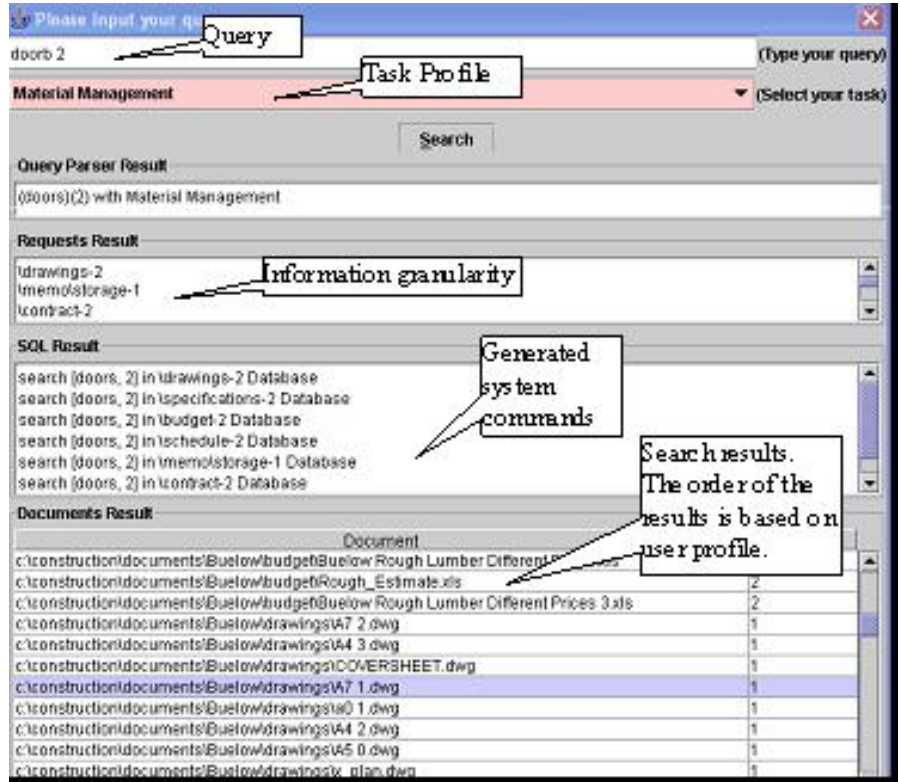 Please input your qu
Query
doorb 2
(Type your query)
Task Profile
Material Management
(Select your task)
Search
Query Parser Result
(doors)(2) with Material Management
Requests Result
\drawings-2
\memo\storage-1
\contract-2
Information granularity
SQL Result
search [doors, 2] in \drawings-2 Database
search [doors, 2] in \specifications-2 Database
search [doors, 2] in \budget-2 Database
search [doors, 2] in \schedule-2 Database
search [doors, 2] in \memo\storage-1 Database
search [doors, 2] in \contract-2 Database
Generated
system
commands
Search results.
The order of the
results is based on
user profile.
Documents Result
Document
c:\construction\documents\Buelow\budget\Buelow Rough Lumber Different
c:\construction\documents\Buelow\budget\Rough_Estimate.xls 2
c:\construction\documents\Buelow\budget\Buelow Rough Lumber Different Prices 3.xls 2
c:\construction\documents\Buelow\drawings\A7 2.dwg 1
c:\construction\documents\Buelow\drawings\A4 3.dwg 1
c:\construction\documents\Buelow\drawings\COVERSHEET.dwg 1
c:\construction\documents\Buelow\drawings\A7 1.dwg 1
c:\construction\documents\Buelow\drawings\a0 1.dwg 1
c:\construction\documents\Buelow\drawings\A4 2.dwg 1
c:\construction\documents\Buelow\drawings\A5 0.dwg 1
c:\construction\documents\Buelow\drawings\x_plan.dwg 1